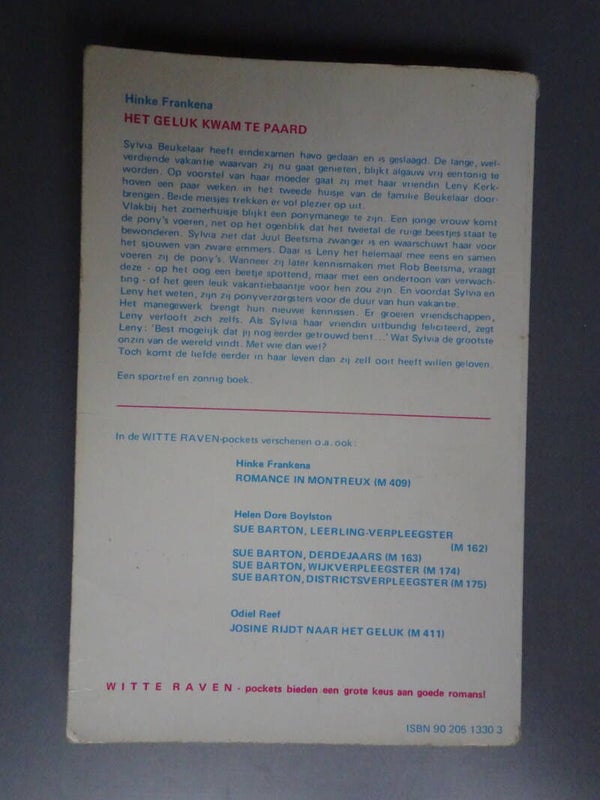 Hinke Frankena
HET GELUK KWAM TE PAARD
Sylvia Beukelaar heeft eindexamen havo gedaan en is geslaagd. De lange, wel-
verdiende vakantie waarvan zij nu gaat genieten, blijkt algauw vrij eentonig te
worden. Op voorstel van haar moeder gaat zij met haar vriendin Leny Kerk-
hoven een paar weken in het tweede huisje van de familie Beukelaar door-
brengen. Beide meisjes trekken er vol plezier op uit.
Vlakbij het zomerhuisje blijkt een ponymanege te zijn. Een jonge vrouw komt
de pony's voeren, net op het ogenblik dat het tweetal de ruige beestjes staat te
bewonderen. Sylvia ziet dat Juul Beetsma zwanger is en waarschuwt haar voor
het sjouwen van zware emmers. Daar is Leny het helemaal mee eens en samen
voeren zij de pony's. Wanneer zij later kennismaken met Rob Beetsma, vraagt
deze - op het oog een beetje spottend, maar met een ondertoon van verwach-
ting - of het geen leuk vakantiebaantje voor hen zou zijn. En voordat Sylvia en
Leny het weten, zijn zij ponyverzorgsters voor de duur van hun vakantie.
Het manegewerk brengt hun nieuwe kennissen. Er groeien vriendschappen,
Leny verlooft zich zelfs. Als Sylvia haar vriendin uitbundig feliciteert, zegt
Leny: 'Best mogelijk dat jij nog eerder getrouwd bent...' Wat Sylvia de grootste
onzin van de wereld vindt. Met wie dan wel?
Toch komt de liefde eerder in haar leven dan zij zelf ooit heeft willen geloven.
Een sportief en zonnig boek.
In de WITTE RAVEN-pockets verschenen o.a. ook:
Hinke Frankena
ROMANCE IN MONTREUX (M 409)
Helen Dore Boylston
SUE BARTON, LEERLING-VERPLEEGSTER
(M 162)
SUE BARTON, DERDEJAARS (M 163)
SUE BARTON, WIJKVERPLEEGSTER (M 174)
SUE BARTON, DISTRICTSVERPLEEGSTER (M 175)
Odiel Reef
JOSINE RIJDT NAAR HET GELUK (M 411)
WITTE RAVEN - pockets bieden een grote keus aan goede romans!
ISBN 90 205 1330 3